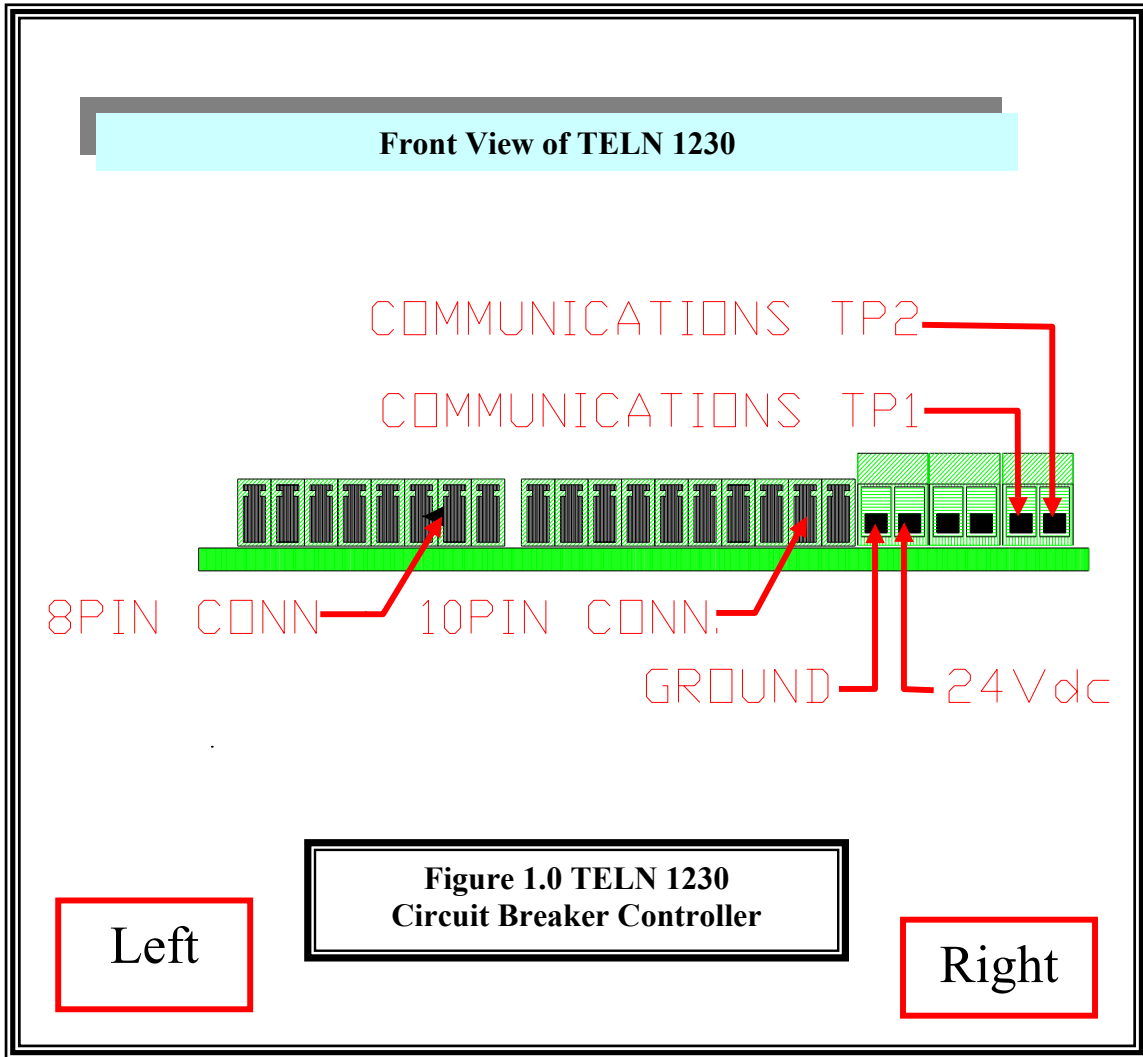 Front View of TELN 1230
COMMUNICATIONS TP2
COMMUNICATIONS TP1
8PIN CONN
10PIN CONN.
GROUND
24Vdc
Figure 1.0 TELN 1230
Circuit Breaker Controller
Left
Right